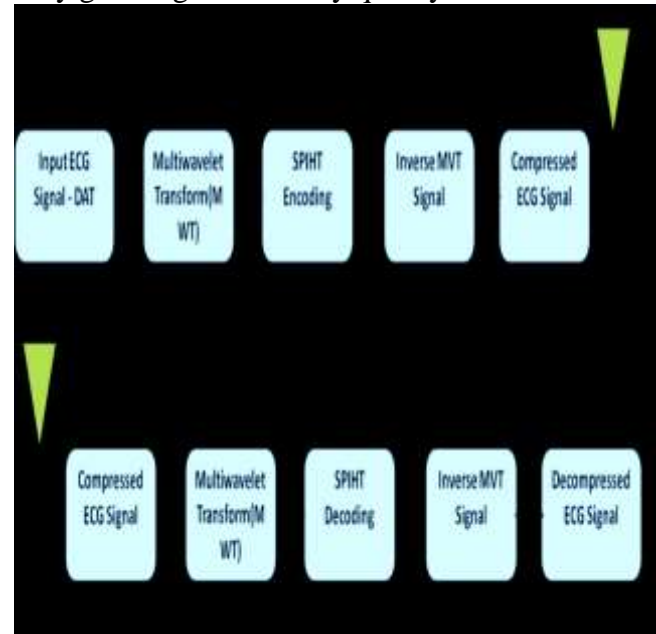 Input ECG
Signal - DAT
Multiwavelet
Transform(M
WT)
SPIHT
Encoding
Inverse MVT
Signal
Compressed
ECG Signal
Compressed
ECG Signal
Multiwavelet
Transform(M
WT)
SPIHT
Decoding
Inverse MVT
Signal
Decompressed
ECG Signal